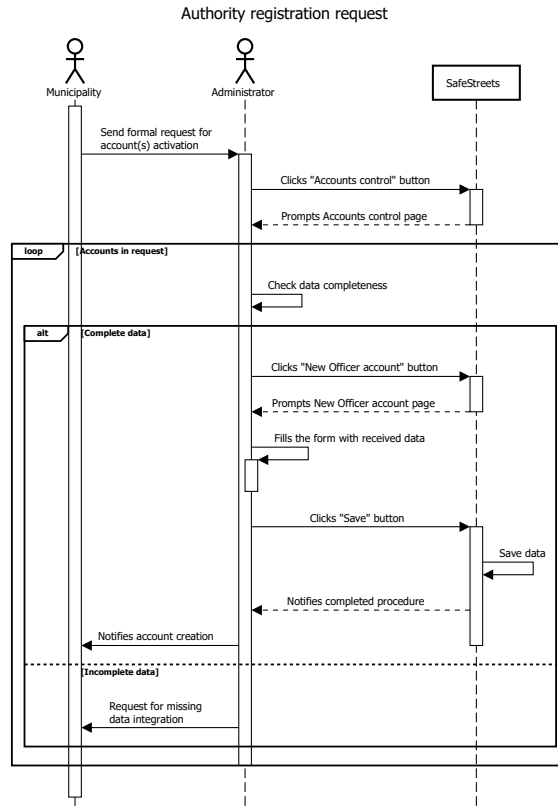 Authority registration request
Municipality
Administrator
SafeStreets
Send formal request for
account(s) activation
Clicks "Accounts control" button
Prompts Accounts control page
loop
[Accounts in request]
Check data completeness
alt
[Complete data]
Clicks "New Officer account" button
Prompts New Officer account page
Fills the form with received data
Clicks "Save" button
Save data
Notifies completed procedure
Notifies account creation
[Incomplete data]
Request for missing
data integration